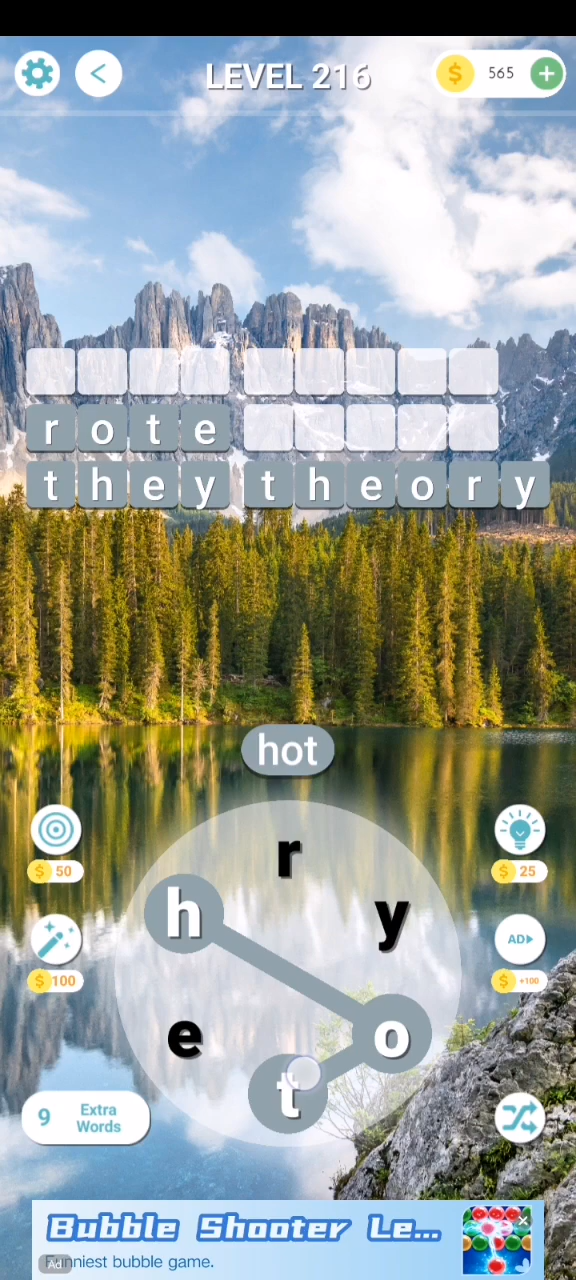 LEVEL 216
$ 565 +
rote
they theory
hot
r
h y
e o
t
$ 50
$ 25
$ 100
AD
$ +100
9 Extra Words
Bubble Shooter Le...
Funniest bubble game.
Ad